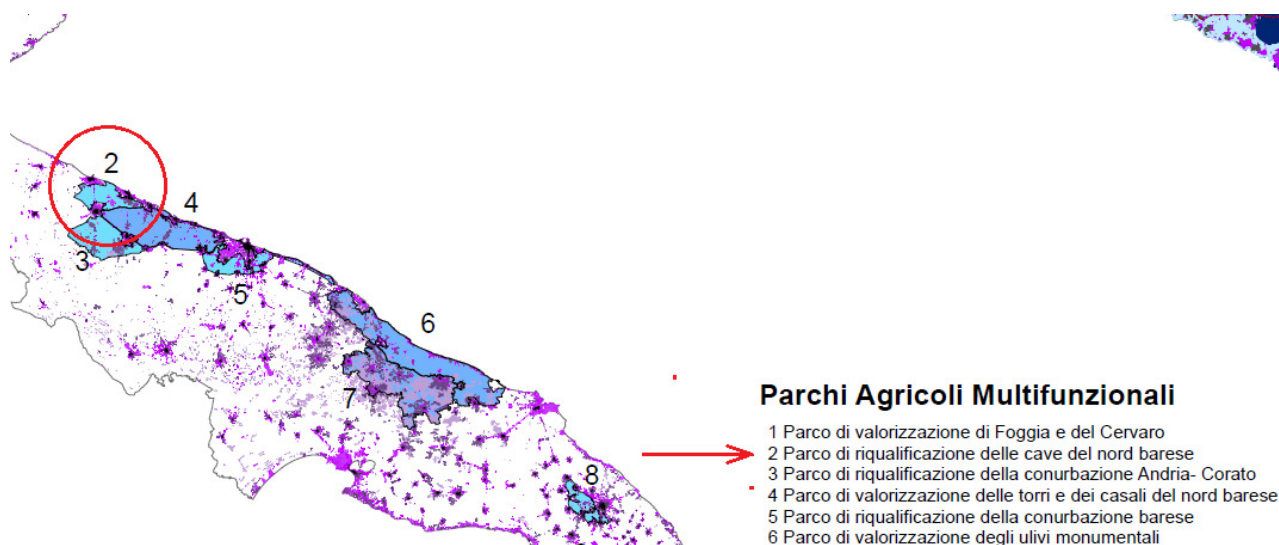 2
4
3
5
6
7
8
Parchi Agricoli Multifunzionali
1 Parco di valorizzazione di Foggia e del Cervaro
2 Parco di riqualificazione delle cave del nord barese
3 Parco di riqualificazione della conurbazione Andria- Corato
4 Parco di valorizzazione delle torri e dei casali del nord barese
5 Parco di riqualificazione della conurbazione barese
6 Parco di valorizzazione degli ulivi monumentali